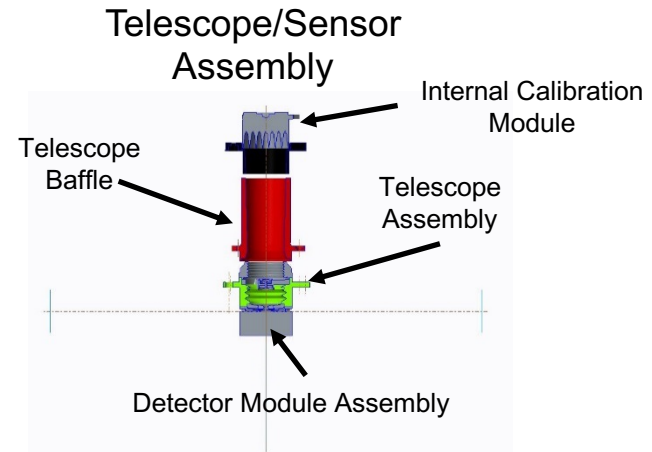 Telescope/Sensor
Assembly
Internal Calibration
Module
Telescope
Baffle
Telescope
Assembly
Detector Module Assembly